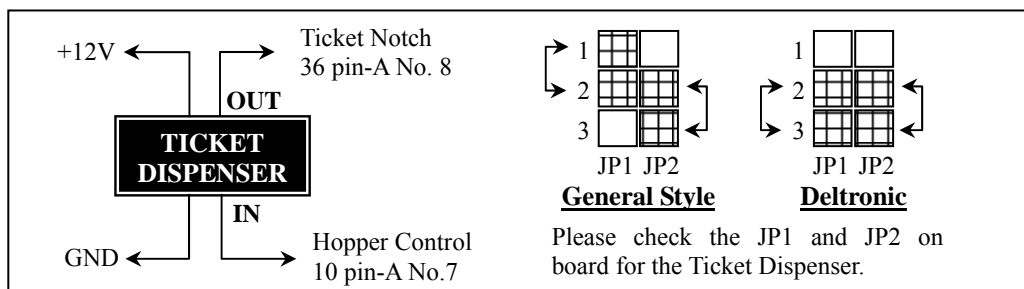 +12V
Ticket Notch
36 pin-A No. 8
OUT
TICKET
DISPENSER
IN
GND
Hopper Control
10 pin-A No.7
1
2
3
JP1 JP2
General Style
1
2
3
JP1 JP2
Deltronic
Please check the JP1 and JP2 on
board for the Ticket Dispenser.